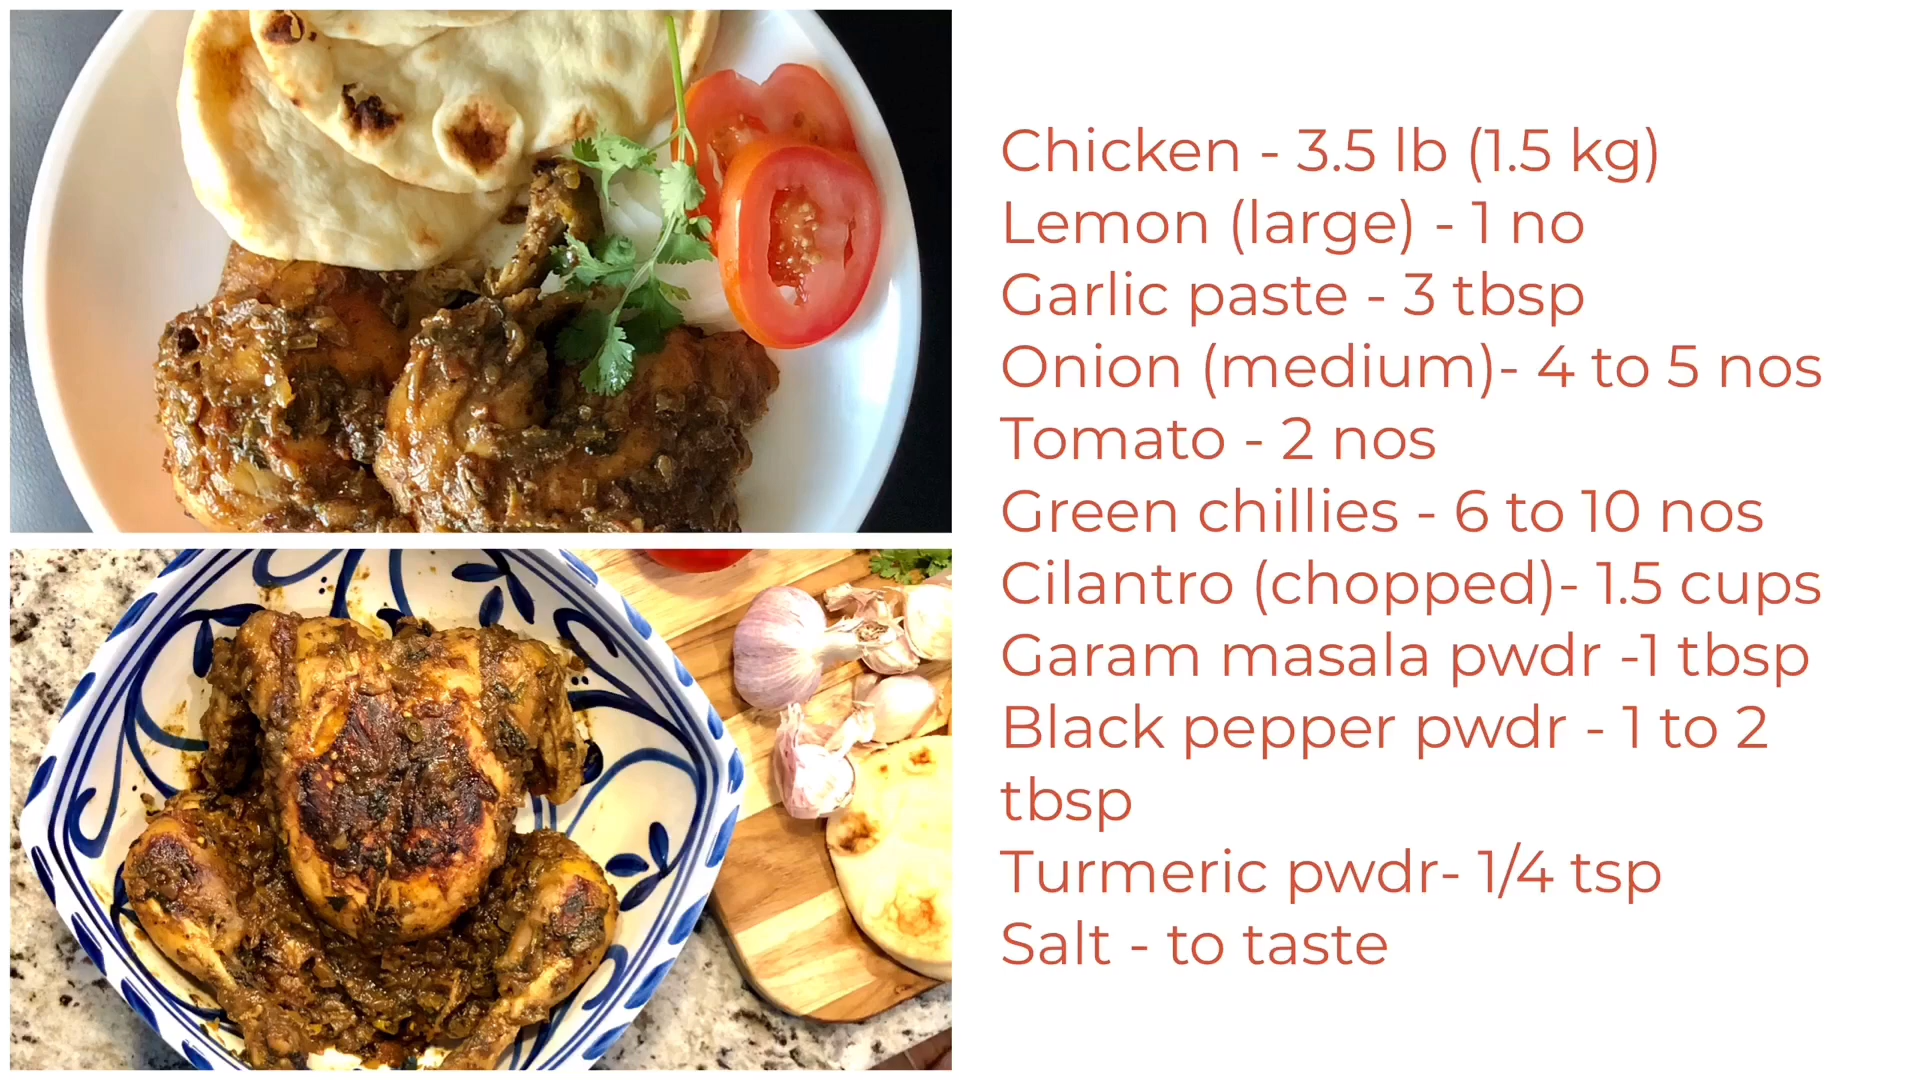 Chicken - 3.5 lb (1.5 kg)
Lemon (large) - 1 no
Garlic paste - 3 tbsp
Onion (medium)- 4 to 5 nos
Tomato - 2 nos
Green chillies - 6 to 10 nos
Cilantro (chopped)- 1.5 cups
Garam masala pwdr -1 tbsp
Black pepper pwdr - 1 to 2
tbsp
Turmeric pwdr- 1/4 tsp
Salt - to taste